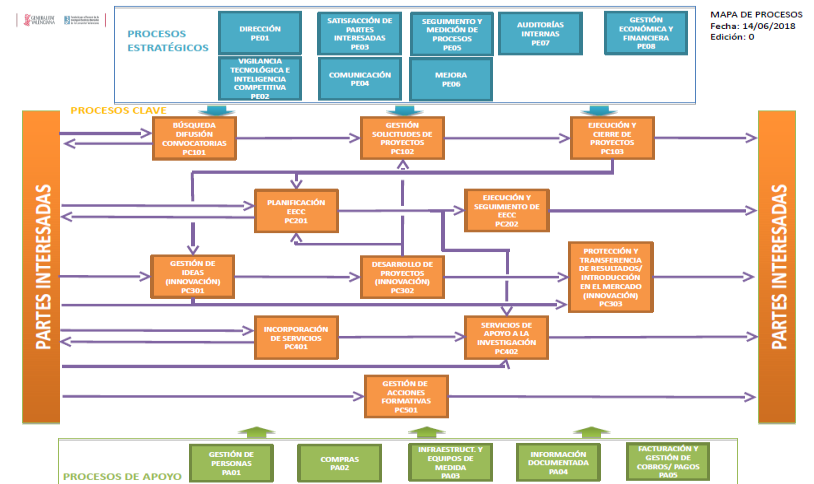 GENERALITAT
VALENCIANA
MAPA DE PROCESOS
Fecha: 14/06/2018
Edición: 0
PROCESOS
ESTRATÉGICOS
DIRECCIÓN
PE01
SATISFACCIÓN DE
PARTES
INTERESADAS
PE03
SEGUIMIENTO Y
MEDICIÓN DE
PROCESOS
PE05
AUDITORÍAS
INTERNAS
PE07
GESTIÓN
ECONÓMICA Y
FINANCIERA
PE08
VIGILANCIA
TECNOLÓGICA E
INTELIGENCIA
COMPETITIVA
PE02
COMUNICACIÓN
PE04
MEJORA
PE06
PROCESOS CLAVE
PARTES INTERESADAS
BÚSQUEDA
DIFUSIÓN
CONVOCATORIAS
PC101
GESTIÓN
SOLICITUDES DE
PROYECTOS
PC102
EJECUCIÓN Y
CIERRE DE
PROYECTOS
PC103
PLANIFICACIÓN
EECC
PC201
EJECUCIÓN Y
SEGUIMIENTO DE
EECC
PC202
GESTIÓN DE
IDEAS
(INNOVACIÓN)
PC301
DESARROLLO DE
PROYECTOS
(INNOVACIÓN)
PC302
PROTECCIÓN Y
TRANSFERENCIA
DE RESULTADOS/
INTRODUCCIÓN
EN EL MERCADO
(INNOVACIÓN)
PC303
INCORPORACIÓN
DE SERVICIOS
PC401
SERVICIOS DE
APOYO A LA
INVESTIGACIÓN
PC402
GESTIÓN DE
ACCIONES
FORMATIVAS
PC501
PARTES INTERESADAS
PROCESOS DE APOYO
GESTIÓN DE
PERSONAS
PA01
COMPRAS
PA02
INFRAESTRUCT. Y
EQUIPOS DE
MEDIDA
PA03
INFORMACIÓN
DOCUMENTADA
PA04
FACTURACIÓN Y
GESTIÓN DE
COBROS/ PAGOS
PA05